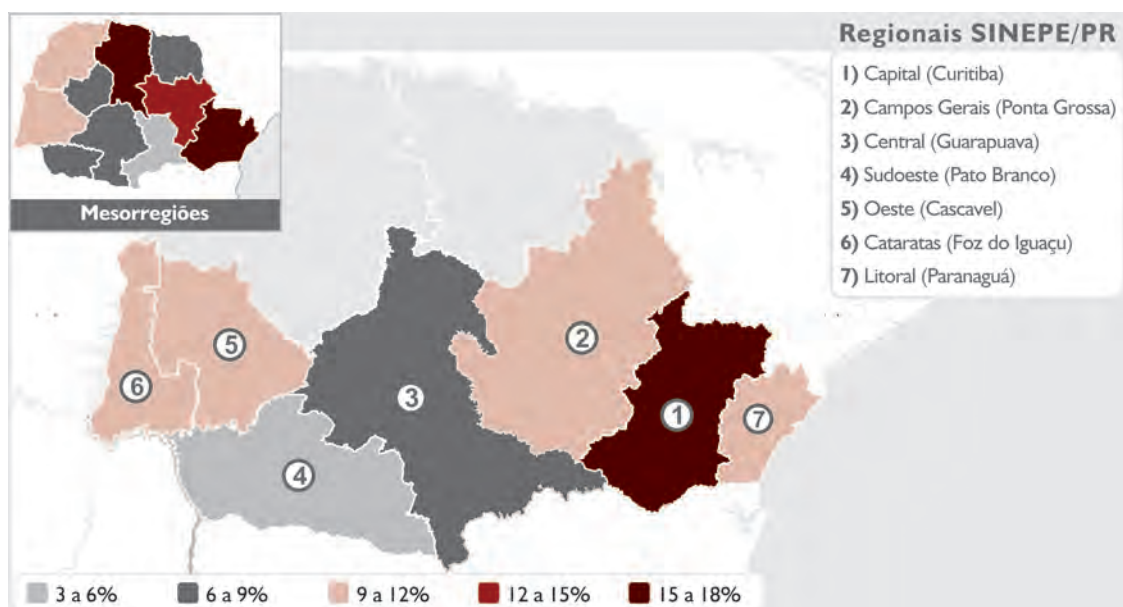 Mesorregiões
Regionais SINEPE/PR
1) Capital (Curitiba)
2) Campos Gerais (Ponta Grossa)
3) Central (Guarapuava)
4) Sudoeste (Pato Branco)
5) Oeste (Cascavel)
6) Cataratas (Foz do Iguaçu)
7) Litoral (Paranaguá)
2
5
6
3
1
7
4
3 a 6%
6 a 9%
9 a 12%
12 a 15%
15 a 18%